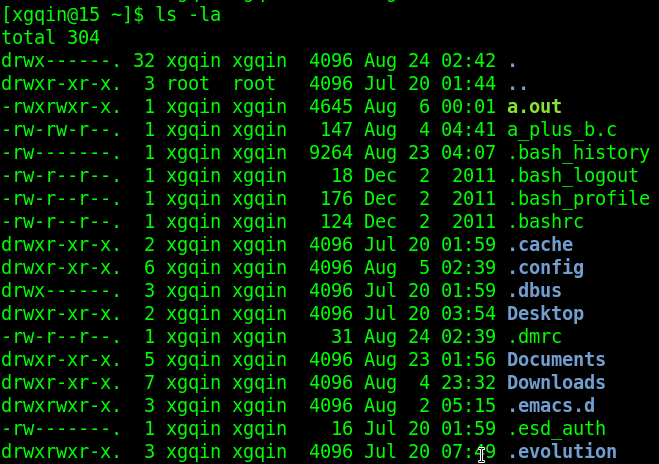 [xgqin@15 ~]$ ls -la
total 304
drwx------. 32 xgqin xgqin 4096 Aug 24 02:42 .
drwxr-xr-x. 3 root root 4096 Jul 20 01:44 ..
-rwxrwxr-x. 1 xgqin xgqin 4645 Aug 6 00:01 a.out
-rw-rw-r--. 1 xgqin xgqin 147 Aug 4 04:41 a_plus_b.c
-rw-------. 1 xgqin xgqin 9264 Aug 23 04:07 .bash_history
-rw-r--r--. 1 xgqin xgqin 18 Dec 2 2011 .bash_logout
-rw-r--r--. 1 xgqin xgqin 176 Dec 2 2011 .bash_profile
-rw-r--r--. 1 xgqin xgqin 124 Dec 2 2011 .bashrc
drwxr-xr-x. 2 xgqin xgqin 4096 Jul 20 01:59 .cache
drwxr-xr-x. 6 xgqin xgqin 4096 Aug 5 02:39 .config
drwx------. 3 xgqin xgqin 4096 Jul 20 01:59 .dbus
drwxr-xr-x. 2 xgqin xgqin 4096 Jul 20 03:54 Desktop
-rw-r--r--. 1 xgqin xgqin 31 Aug 24 02:39 .dmrc
drwxr-xr-x. 5 xgqin xgqin 4096 Aug 23 01:56 Documents
drwxr-xr-x. 7 xgqin xgqin 4096 Aug 4 23:32 Downloads
drwxrwxr-x. 3 xgqin xgqin 4096 Aug 2 05:15 .emacs.d
-rw-------. 1 xgqin xgqin 16 Jul 20 01:59 .esd_auth
drwxrwxr-x. 3 xgqin xgqin 4096 Jul 20 .evolution